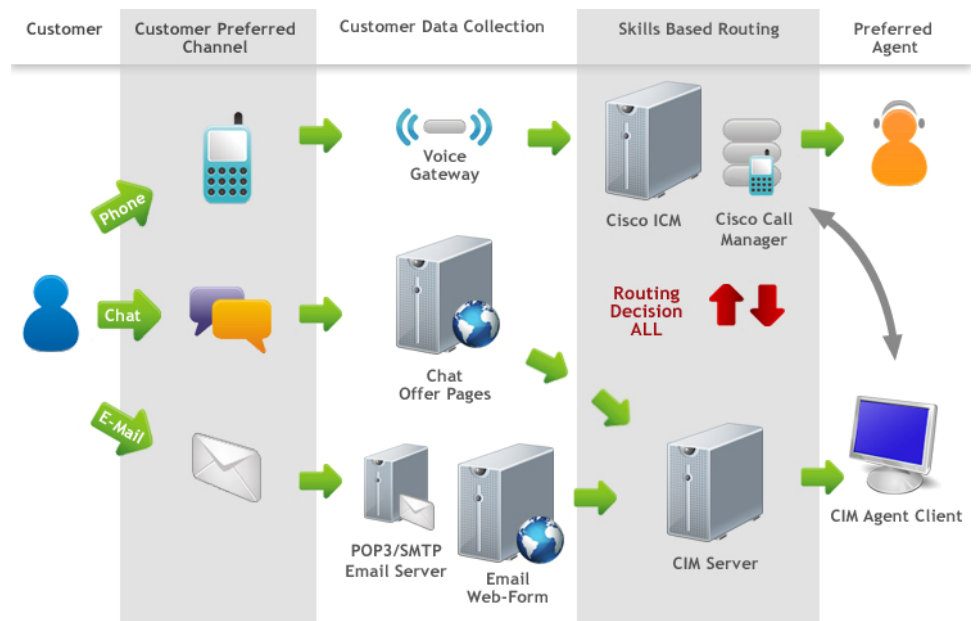 Customer
Customer Preferred
Channel
Customer Data Collection
Skills Based Routing
Preferred
Agent
Phone
Voice
Gateway
Cisco ICM
Cisco Call
Manager
Chat
Routing
Decision
ALL
Chat
Offer Pages
E-Mail
POP3/SMTP
Email Server
Email
Web-Form
CIM Server
CIM Agent Client